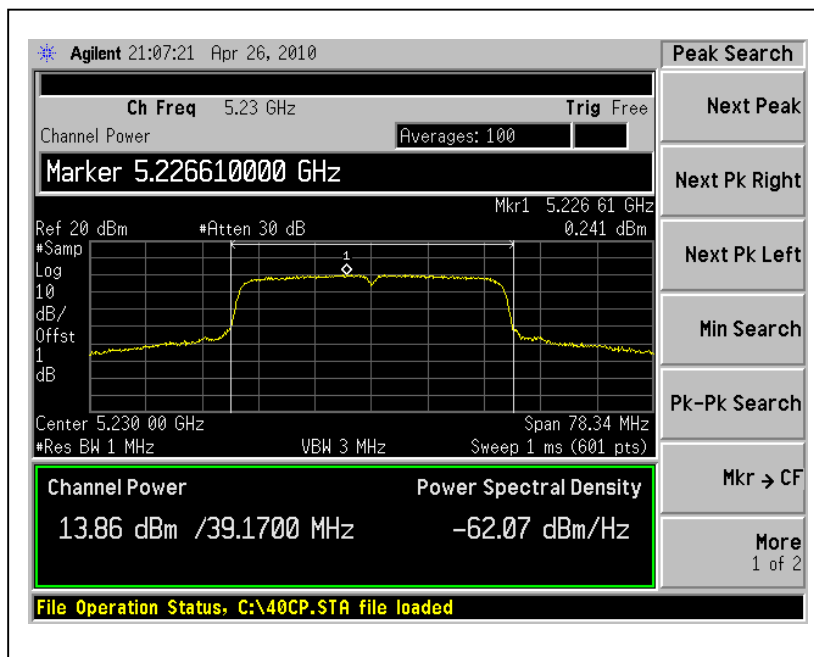 Agilent 21:07:21 Apr 26, 2010
Peak Search
Ch Freq 5.23 GHz Trig Free
Channel Power Averages: 100
Marker 5.226610000 GHz
Mkr1 5.226 61 GHz
Ref 20 dBm #Atten 30 dB 0.241 dBm
#Samp
Log
10
dB/
Offst
1
dB
1
Center 5.230 00 GHz Span 78.34 MHz
#Res BW 1 MHz VBW 3 MHz Sweep 1 ms (601 pts)
Channel Power Power Spectral Density
13.86 dBm /39.1700 MHz -62.07 dBm/Hz
File Operation Status, C:\40CP.STA file loaded
Next Peak
Next Pk Right
Next Pk Left
Min Search
Pk-Pk Search
Mkr → CF
More
1 of 2